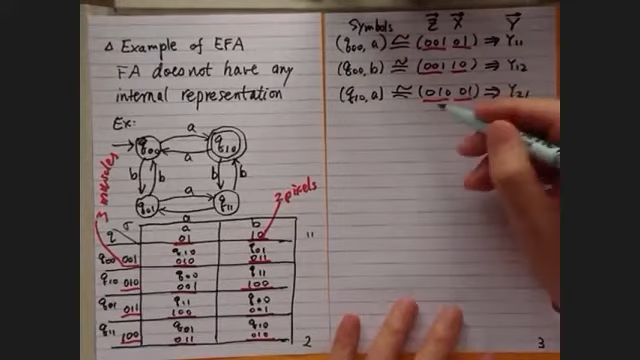 △ Example of EFA
FA does not have any
internal representation
Ex:
q00 a q10
a
b b b b
q01 a q11
a
3 muscules
2 pixels
q σ a b
01 10
q00 001 q10 q01
010 011
q10 010 q00 q11
001 100
q01 011 q11 q00
100 001
q11 100 q01 q10
011 010
"
2
Symbols Z X Y
(q00, a) ≅ (001 01) ⇒ Y11
(q00, b) ≅ (001 10) ⇒ Y12
(q10, a) ≅ (010 01) ⇒ Y21
3